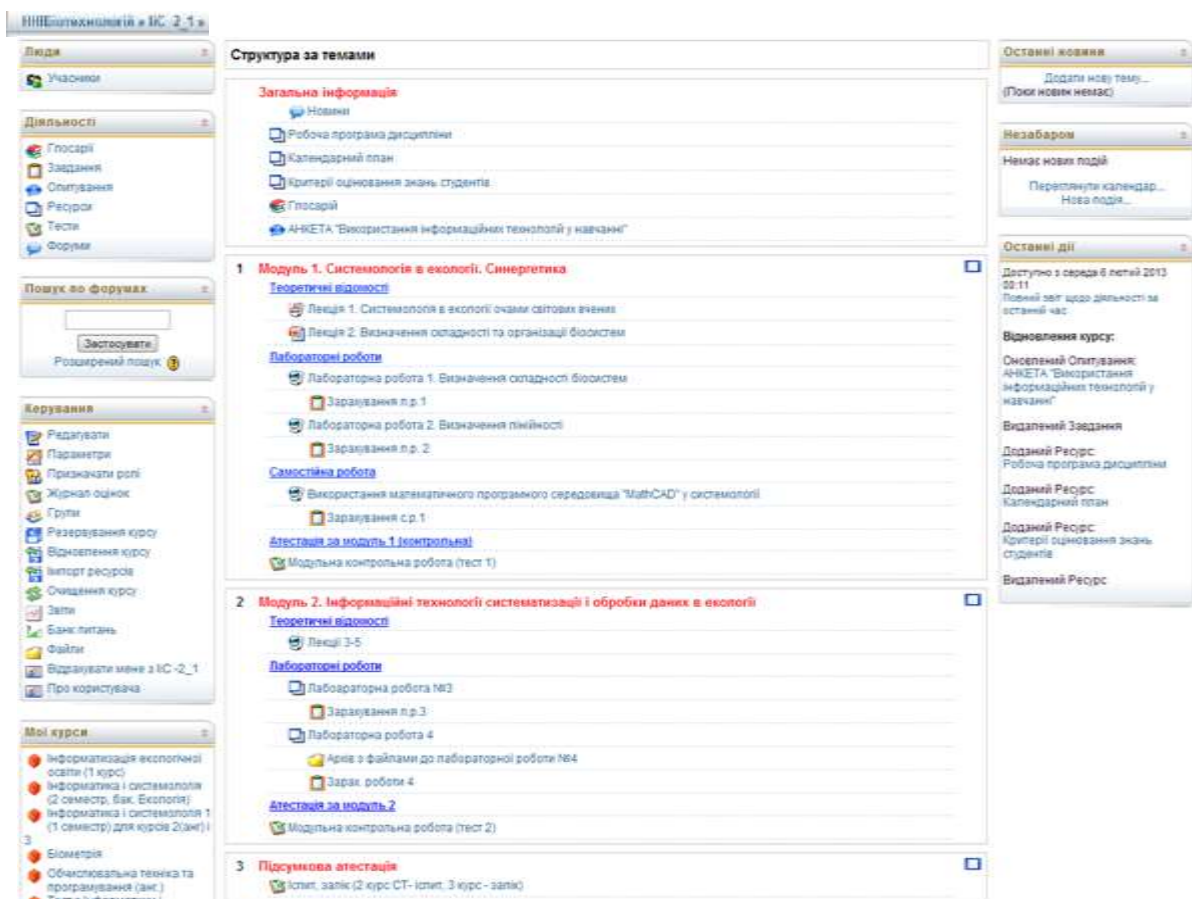 ННІБіотехнологій » ІіС_2_1 »
Люди
Учасники
Діяльності
Глосарії
Завдання
Опитування
Ресурси
Тести
Форуми
Пошук по форумах
Застосувати
Розширений пошук
Керування
Редагувати
Параметри
Призначати ролі
Журнал оцінок
Групи
Резервування курсу
Відновлення курсу
Імпорт ресурсів
Очищення курсу
Звіти
Банк питань
Файли
Відрахувати мене з ІіС -2_1
Про користувача
Мої курси
Інформатизація екологічної
освіти (1 курс)
Інформатика і системологія
(2 семестр, бак. Екологія)
Інформатика і системологія 1
(1 семестр) для курсів 2(анг) і
3
Біометрія
Обчислювальна техніка та
програмування (анг.)
Структура за темами
Загальна інформація
Новини
Робоча програма дисципліни
Календарний план
Критерії оцінювання знань студентів
Глосарій
АНКЕТА "Використання інформаційних технологій у навчанні"
1 Модуль 1. Системологія в екології. Синергетика
Теоретичні відомості
Лекція 1. Системологія в екології очами світових вчених
Лекція 2. Визначення складності та організації біосистем
Лабораторні роботи
Лабораторна робота 1. Визначення складності біосистем
Зарахування л.р.1
Лабораторна робота 2. Визначення лінійності
Зарахування л.р. 2
Самостійна робота
Використання математичного програмного середовища "MathCAD" у системології
Зарахування с.р.1
Атестація за модуль 1 (контрольна)
Модульна контрольна робота (тест 1)
2 Модуль 2. Інформаційні технології систематизації і обробки даних в екології
Теоретичні відомості
Лекції 3-5
Лабораторні роботи
Лабоараторна робота №3
Зарахування л.р.3
Лабораторна робота 4
Архів з файлами до лабораторної роботи №4
Зарах. роботи 4
Атестація за модуль 2
Модульна контрольна робота (тест 2)
3 Підсумкова атестація
Іспит, залік (2 курс СТ- іспит, 3 курс - залік)
Останні новини
Додати нову тему...
(Поки новин немає)
Незабаром
Немає нових подій
Переглянути календар...
Нова подія...
Останні дії
Доступно з середа 6 лютий 2013
00:11
Повний звіт щодо діяльності за
останній час
Відновлення курсу:
Оновлений Опитування:
АНКЕТА "Використання
інформаційних технологій у
навчанні"
Видалений Завдання
Доданий Ресурс:
Робоча програма дисципліни
Доданий Ресурс:
Календарний план
Доданий Ресурс:
Критерії оцінювання знань
студентів
Видалений Ресурс